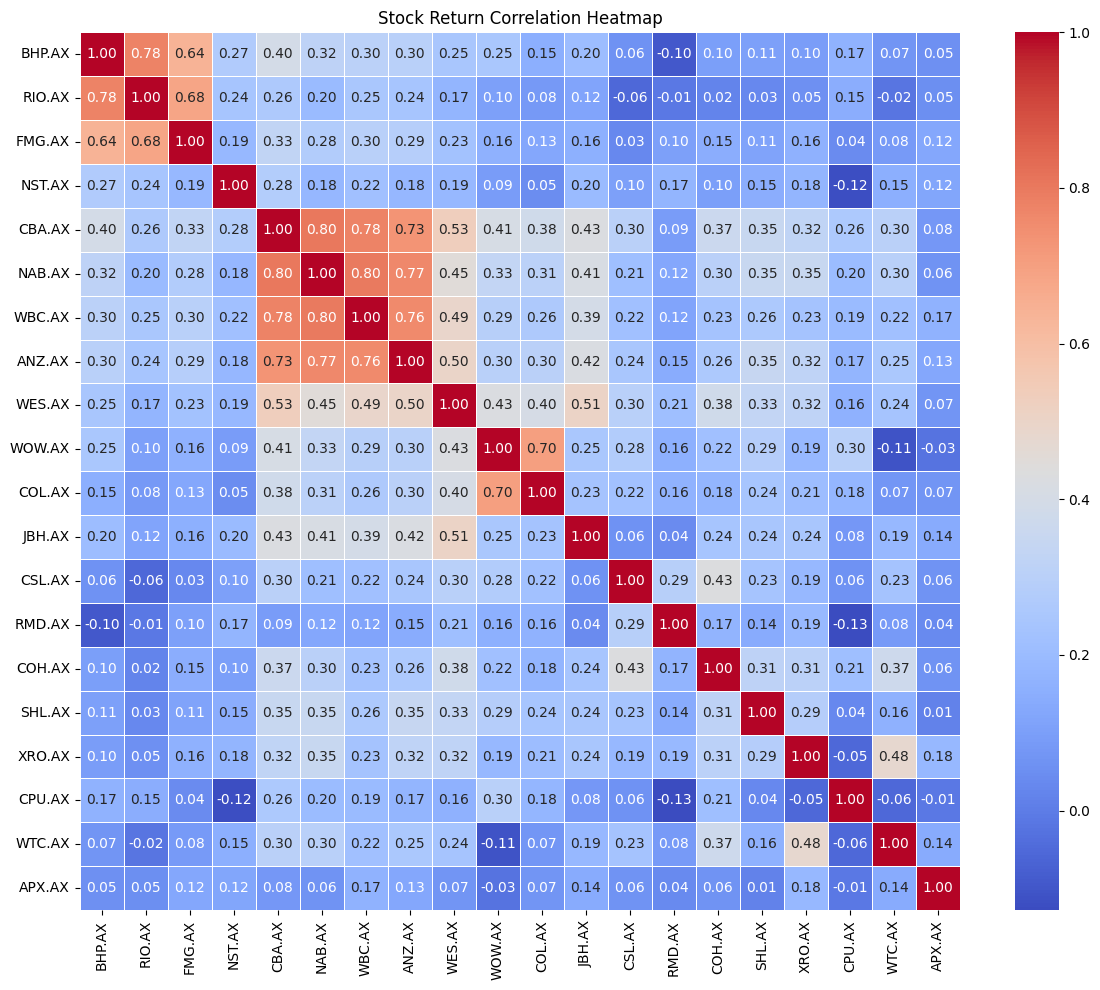 Stock Return Correlation Heatmap
BHP.AX 1.00 0.78 0.64 0.27 0.40 0.32 0.30 0.30 0.25 0.25 0.15 0.20 0.06 -0.10 0.10 0.11 0.10 0.17 0.07 0.05
RIO.AX 0.78 1.00 0.68 0.24 0.26 0.20 0.25 0.24 0.17 0.10 0.08 0.12 -0.06 -0.01 0.02 0.03 0.05 0.15 -0.02 0.05
FMG.AX 0.64 0.68 1.00 0.19 0.33 0.28 0.30 0.29 0.23 0.16 0.13 0.16 0.03 0.10 0.15 0.11 0.16 0.04 0.08 0.12
NST.AX 0.27 0.24 0.19 1.00 0.28 0.18 0.22 0.18 0.19 0.09 0.05 0.20 0.10 0.17 0.10 0.15 0.18 -0.12 0.15 0.12
CBA.AX 0.40 0.26 0.33 0.28 1.00 0.80 0.78 0.73 0.53 0.41 0.38 0.43 0.30 0.09 0.37 0.35 0.32 0.26 0.30 0.08
NAB.AX 0.32 0.20 0.28 0.18 0.80 1.00 0.80 0.77 0.45 0.33 0.31 0.41 0.21 0.12 0.30 0.35 0.35 0.20 0.30 0.06
WBC.AX 0.30 0.25 0.30 0.22 0.78 0.80 1.00 0.76 0.49 0.29 0.26 0.39 0.22 0.12 0.23 0.26 0.23 0.19 0.22 0.17
ANZ.AX 0.30 0.24 0.29 0.18 0.73 0.77 0.76 1.00 0.50 0.30 0.30 0.42 0.24 0.15 0.26 0.35 0.32 0.17 0.25 0.13
WES.AX 0.25 0.17 0.23 0.19 0.53 0.45 0.49 0.50 1.00 0.43 0.40 0.51 0.30 0.21 0.38 0.33 0.32 0.16 0.24 0.07
WOW.AX 0.25 0.10 0.16 0.09 0.41 0.33 0.29 0.30 0.43 1.00 0.70 0.25 0.28 0.16 0.22 0.29 0.19 0.30 -0.11 -0.03
COL.AX 0.15 0.08 0.13 0.05 0.38 0.31 0.26 0.30 0.40 0.70 1.00 0.23 0.22 0.16 0.18 0.24 0.21 0.18 0.07 0.07
JBH.AX 0.20 0.12 0.16 0.20 0.43 0.41 0.39 0.42 0.51 0.25 0.23 1.00 0.06 0.04 0.24 0.24 0.24 0.08 0.19 0.14
CSL.AX 0.06 -0.06 0.03 0.10 0.30 0.21 0.22 0.24 0.30 0.28 0.22 0.06 1.00 0.29 0.43 0.23 0.19 0.06 0.23 0.06
RMD.AX -0.10 -0.01 0.10 0.17 0.09 0.12 0.12 0.15 0.21 0.16 0.16 0.04 0.29 1.00 0.17 0.14 0.19 -0.13 0.08 0.04
COH.AX 0.10 0.02 0.15 0.10 0.37 0.30 0.23 0.26 0.38 0.22 0.18 0.24 0.43 0.17 1.00 0.31 0.31 0.21 0.37 0.06
SHL.AX 0.11 0.03 0.11 0.15 0.35 0.35 0.26 0.35 0.33 0.29 0.24 0.24 0.23 0.14 0.31 1.00 0.29 0.04 0.16 0.01
XRO.AX 0.10 0.05 0.16 0.18 0.32 0.35 0.23 0.32 0.32 0.19 0.21 0.24 0.19 0.19 0.31 0.29 1.00 -0.05 0.48 0.18
CPU.AX 0.17 0.15 0.04 -0.12 0.26 0.20 0.19 0.17 0.16 0.30 0.18 0.08 0.06 -0.13 0.21 0.04 -0.05 1.00 -0.06 -0.01
WTC.AX 0.07 -0.02 0.08 0.15 0.30 0.30 0.22 0.25 0.24 -0.11 0.07 0.19 0.23 0.08 0.37 0.16 0.48 -0.06 1.00 0.14
APX.AX 0.05 0.05 0.12 0.12 0.08 0.06 0.17 0.13 0.07 -0.03 0.07 0.14 0.06 0.04 0.06 0.01 0.18 -0.01 0.14 1.00
BHP.AX RIO.AX FMG.AX NST.AX CBA.AX NAB.AX WBC.AX ANZ.AX WES.AX WOW.AX COL.AX JBH.AX CSL.AX RMD.AX COH.AX SHL.AX XRO.AX CPU.AX WTC.AX APX.AX
1.0
0.8
0.6
0.4
0.2
0.0